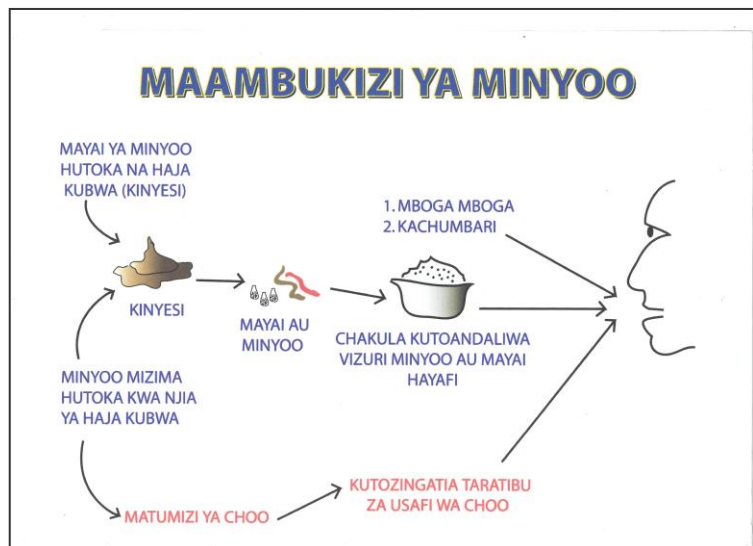 MAAMBUKIZI YA MINYOO
MAYAI YA MINYOO
HUTOKA NA HAJA
KUBWA (KINYESI)
1. MBOGA MBOGA
2. KACHUMBARI
KINYESI
MAYAI AU
MINYOO
CHAKULA KUTOANDALIWA
VIZURI MINYOO AU MAYAI
HAYAFI
MINYOO MIZIMA
HUTOKA KWA NJIA
YA HAJA KUBWA
MATUMIZI YA CHOO
KUTOZINGATIA TARATIBU
ZA USAFI WA CHOO